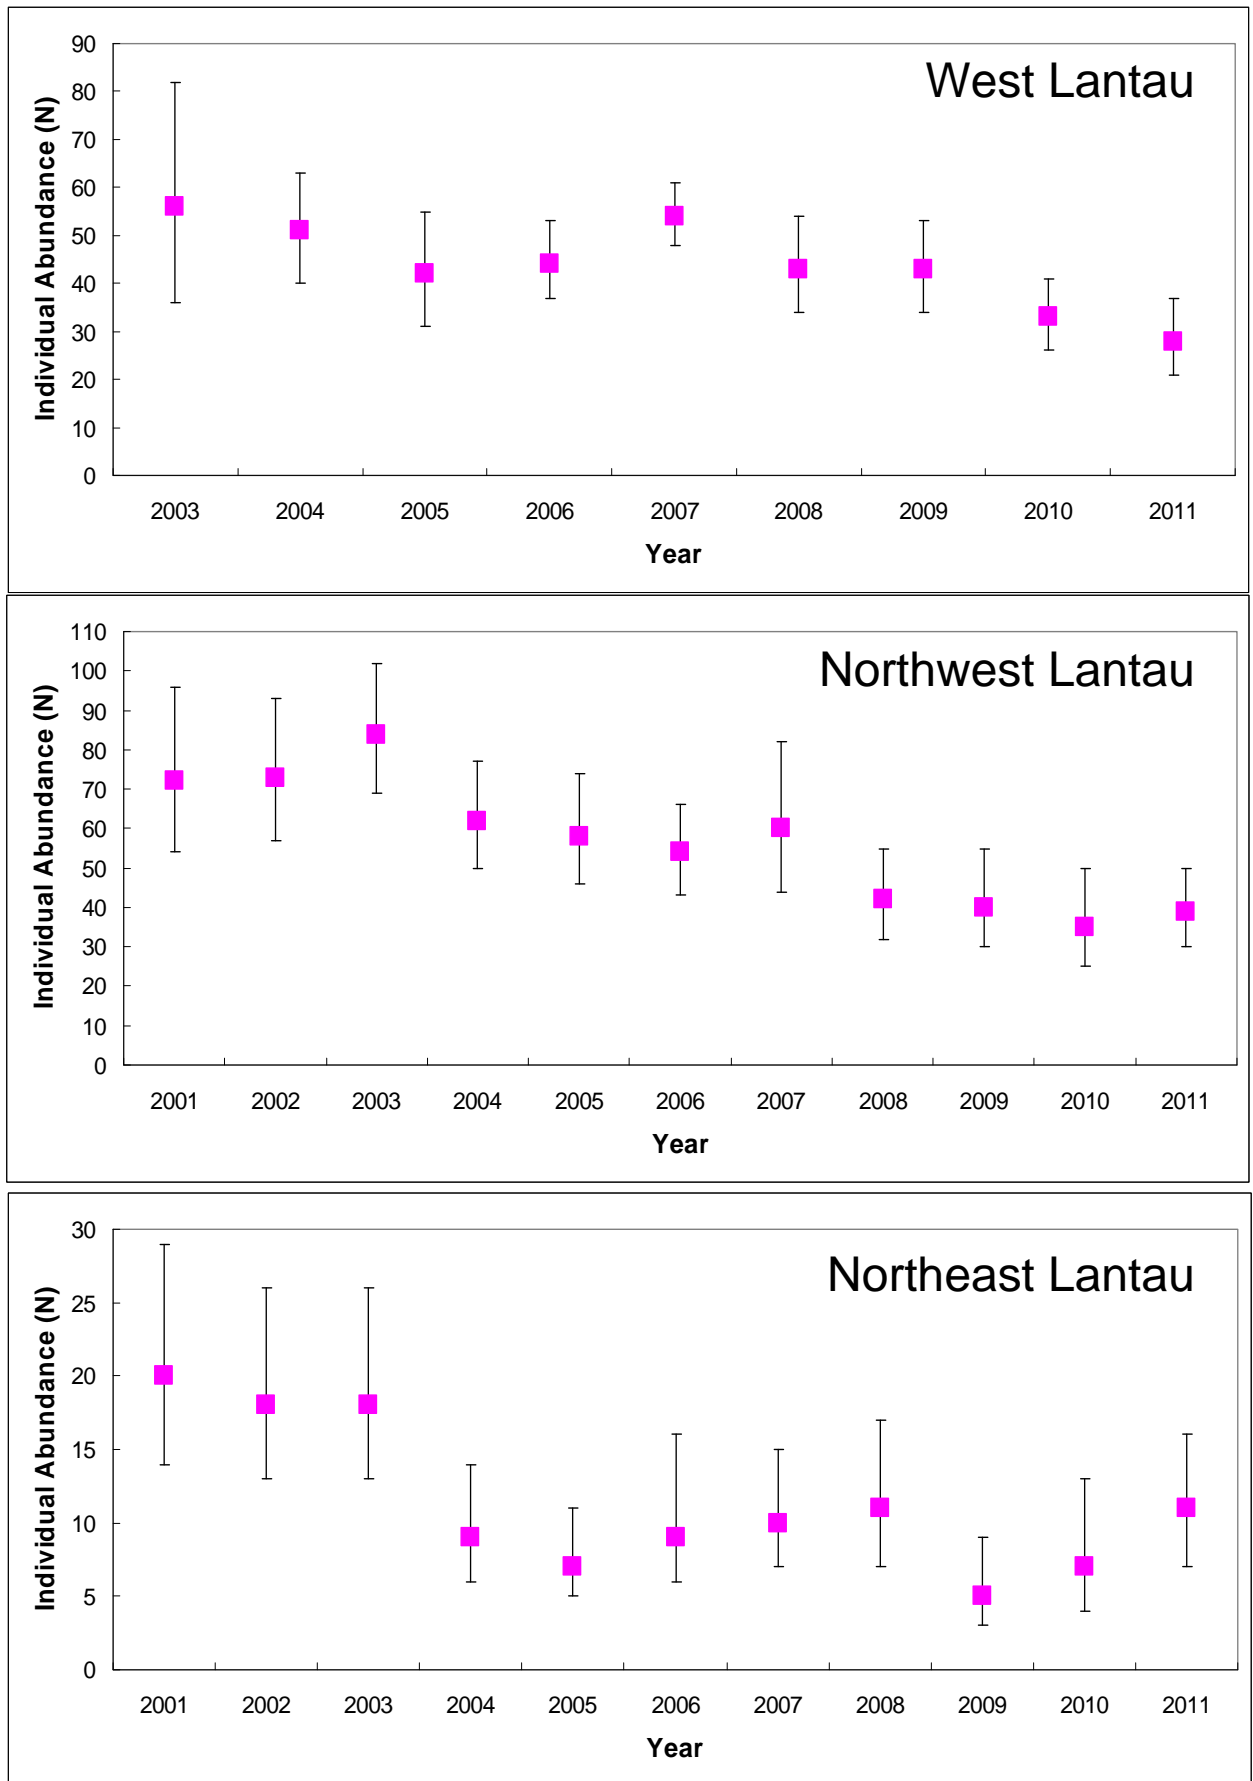 West Lantau
Individual Abundance (N)
90
80
70
60
50
40
30
20
10
0
2003 2004 2005 2006 2007 2008 2009 2010 2011
Year
Northwest Lantau
Individual Abundance (N)
110
100
90
80
70
60
50
40
30
20
10
0
2001 2002 2003 2004 2005 2006 2007 2008 2009 2010 2011
Year
Northeast Lantau
Individual Abundance (N)
30
25
20
15
10
5
0
2001 2002 2003 2004 2005 2006 2007 2008 2009 2010 2011
Year